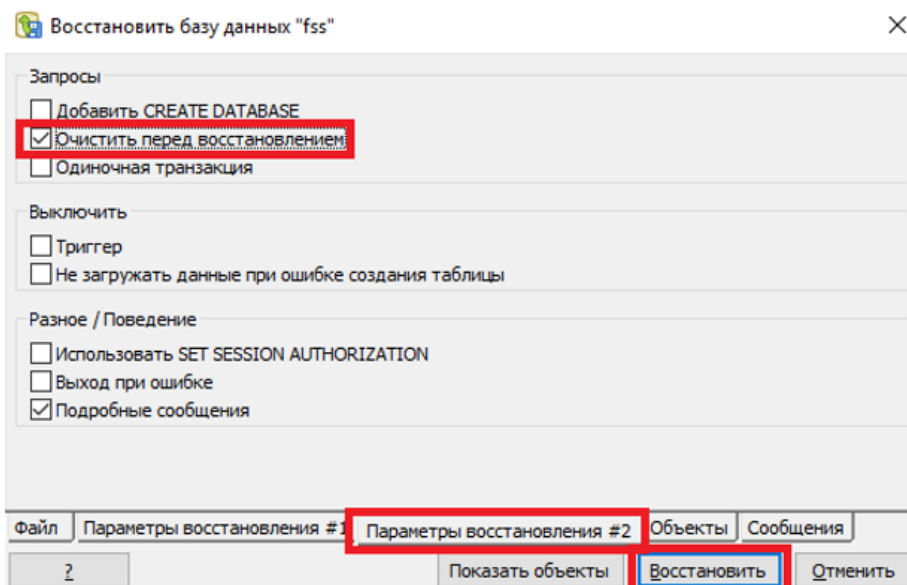 Восстановить базу данных "fss"
Запросы
Добавить CREATE DATABASE
Очистить перед восстановлением
Одиночная транзакция
Выключить
Триггер
Не загружать данные при ошибке создания таблицы
Разное / Поведение
Использовать SET SESSION AUTHORIZATION
Выход при ошибке
Подробные сообщения
Файл Параметры восстановления #1 Параметры восстановления #2 Объекты Сообщения
? Показать объекты Восстановить Отменить